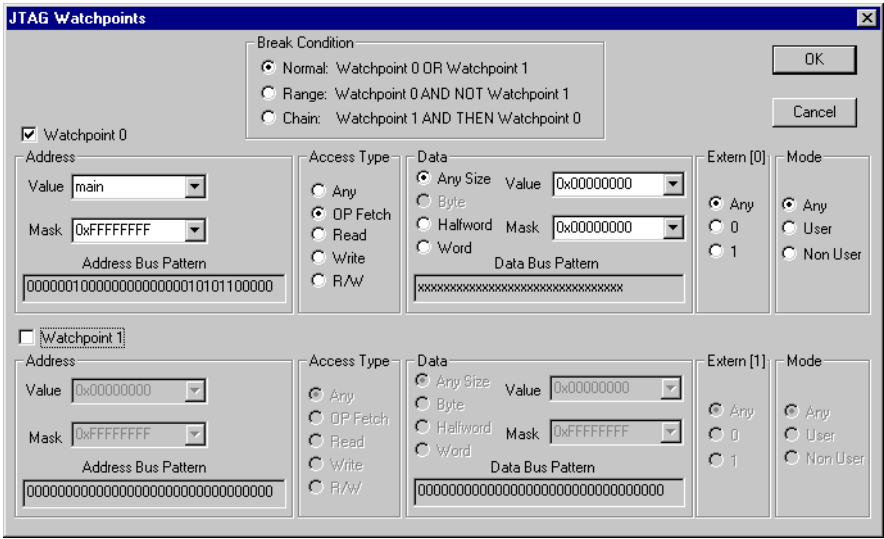 JTAG Watchpoints
Break Condition
Normal: Watchpoint 0 OR Watchpoint 1
Range: Watchpoint 0 AND NOT Watchpoint 1
Chain: Watchpoint 1 AND THEN Watchpoint 0
OK
Cancel
Watchpoint 0
Address
Value main
Mask 0xFFFFFFFF
Address Bus Pattern
00000010000000000000010101100000
Access Type
Any
OP Fetch
Read
Write
R/W
Data
Any Size
Byte
Halfword
Word
Value 0x00000000
Mask 0x00000000
Data Bus Pattern
xxxxxxxxxxxxxxxxxxxxxxxxxxxxxxxx
Extern [0]
Any
0
1
Mode
Any
User
Non User
Watchpoint 1
Address
Value 0x00000000
Mask 0xFFFFFFFF
Address Bus Pattern
00000000000000000000000000000000
Access Type
Any
OP Fetch
Read
Write
R/W
Data
Any Size
Byte
Halfword
Word
Value 0x00000000
Mask 0xFFFFFFFF
Data Bus Pattern
00000000000000000000000000000000
Extern [1]
Any
0
1
Mode
Any
User
Non User